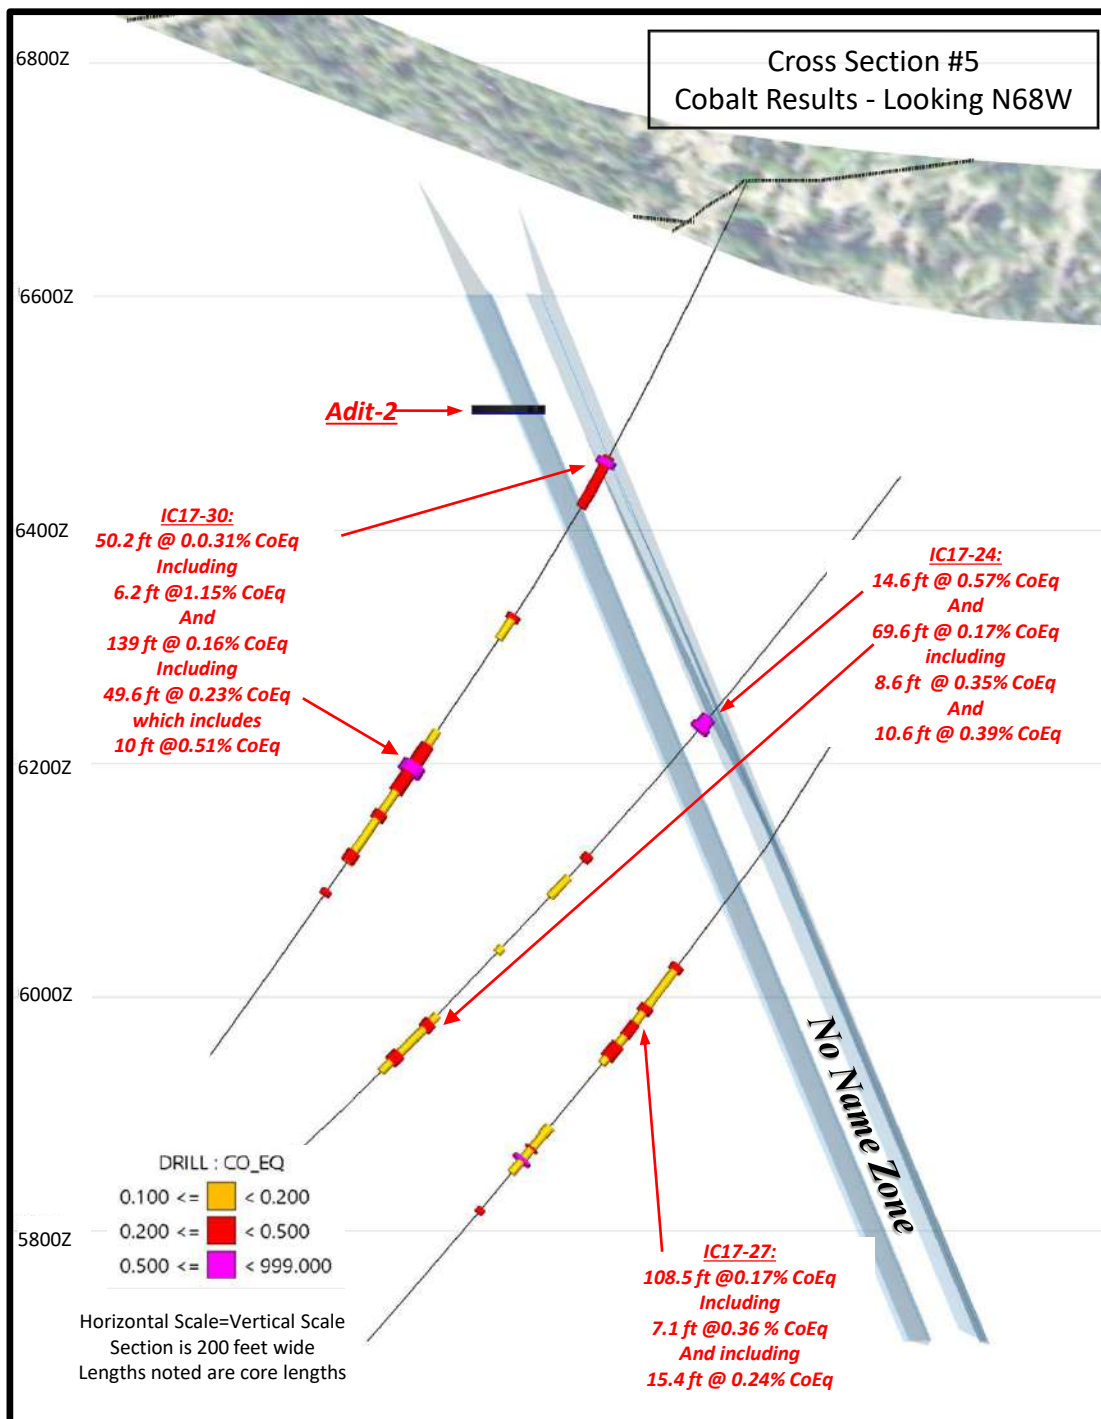 Cross Section #5
Cobalt Results - Looking N68W
6800Z
6600Z
Adit-2
6400Z
IC17-30:
50.2 ft @ 0.0.31% CoEq
Including
6.2 ft @1.15% CoEq
And
139 ft @ 0.16% CoEq
Including
49.6 ft @ 0.23% CoEq
which includes
10 ft @0.51% CoEq
IC17-24:
14.6 ft @ 0.57% CoEq
And
69.6 ft @ 0.17% CoEq
including
8.6 ft @ 0.35% CoEq
And
10.6 ft @ 0.39% CoEq
6200Z
6000Z
No Name Zone
5800Z
DRILL : CO_EQ
0.100 <= < 0.200
0.200 <= < 0.500
0.500 <= < 999.000
Horizontal Scale=Vertical Scale
Section is 200 feet wide
Lengths noted are core lengths
IC17-27:
108.5 ft @0.17% CoEq
Including
7.1 ft @0.36 % CoEq
And including
15.4 ft @ 0.24% CoEq